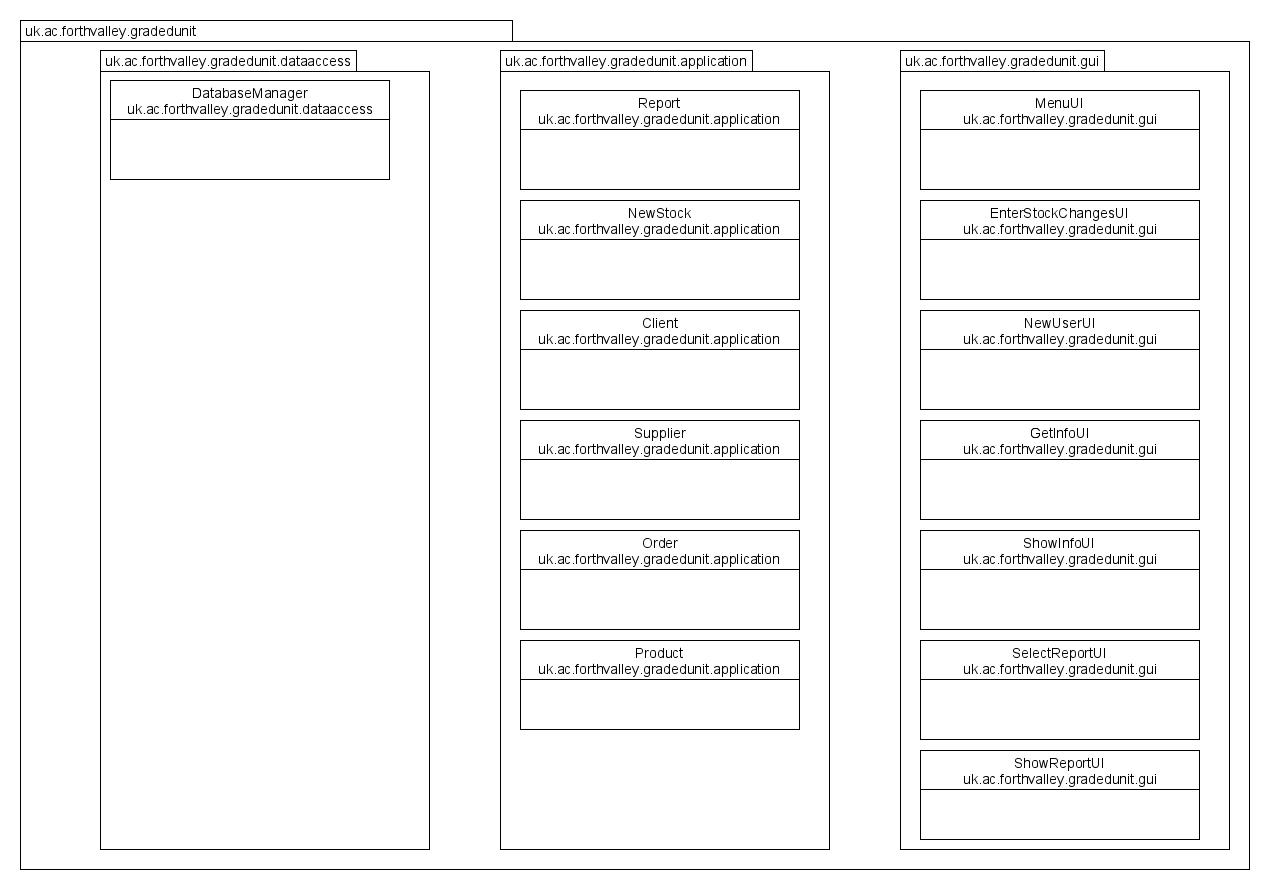 uk.ac.forthvalley.gradedunit
uk.ac.forthvalley.gradedunit.dataaccess
DatabaseManager
uk.ac.forthvalley.gradedunit.dataaccess
uk.ac.forthvalley.gradedunit.application
Report
uk.ac.forthvalley.gradedunit.application
NewStock
uk.ac.forthvalley.gradedunit.application
Client
uk.ac.forthvalley.gradedunit.application
Supplier
uk.ac.forthvalley.gradedunit.application
Order
uk.ac.forthvalley.gradedunit.application
Product
uk.ac.forthvalley.gradedunit.application
uk.ac.forthvalley.gradedunit.gui
MenuUI
uk.ac.forthvalley.gradedunit.gui
EnterStockChangesUI
uk.ac.forthvalley.gradedunit.gui
NewUserUI
uk.ac.forthvalley.gradedunit.gui
GetInfoUI
uk.ac.forthvalley.gradedunit.gui
ShowInfoUI
uk.ac.forthvalley.gradedunit.gui
SelectReportUI
uk.ac.forthvalley.gradedunit.gui
ShowReportUI
uk.ac.forthvalley.gradedunit.gui